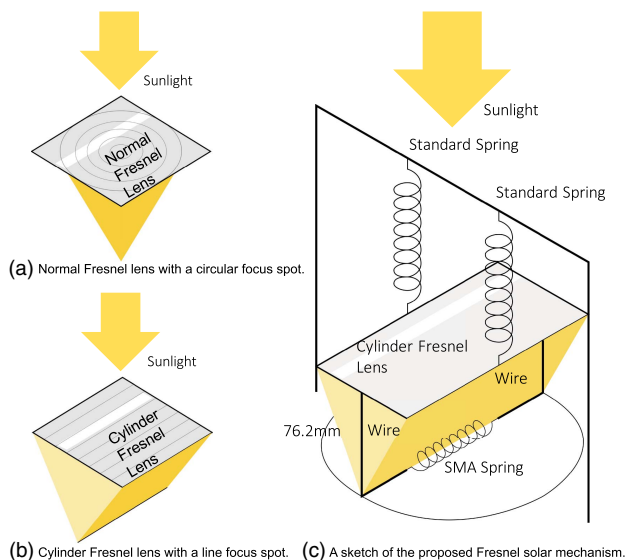 Sunlight
Normal
Fresnel
Lens
(a) Normal Fresnel lens with a circular focus spot.
Sunlight
Cylinder
Fresnel
Lens
(b) Cylinder Fresnel lens with a line focus spot.
Sunlight
Standard Spring
Standard Spring
Cylinder Fresnel
Lens
Wire
76.2mm
Wire
SMA Spring
(c) A sketch of the proposed Fresnel solar mechanism.